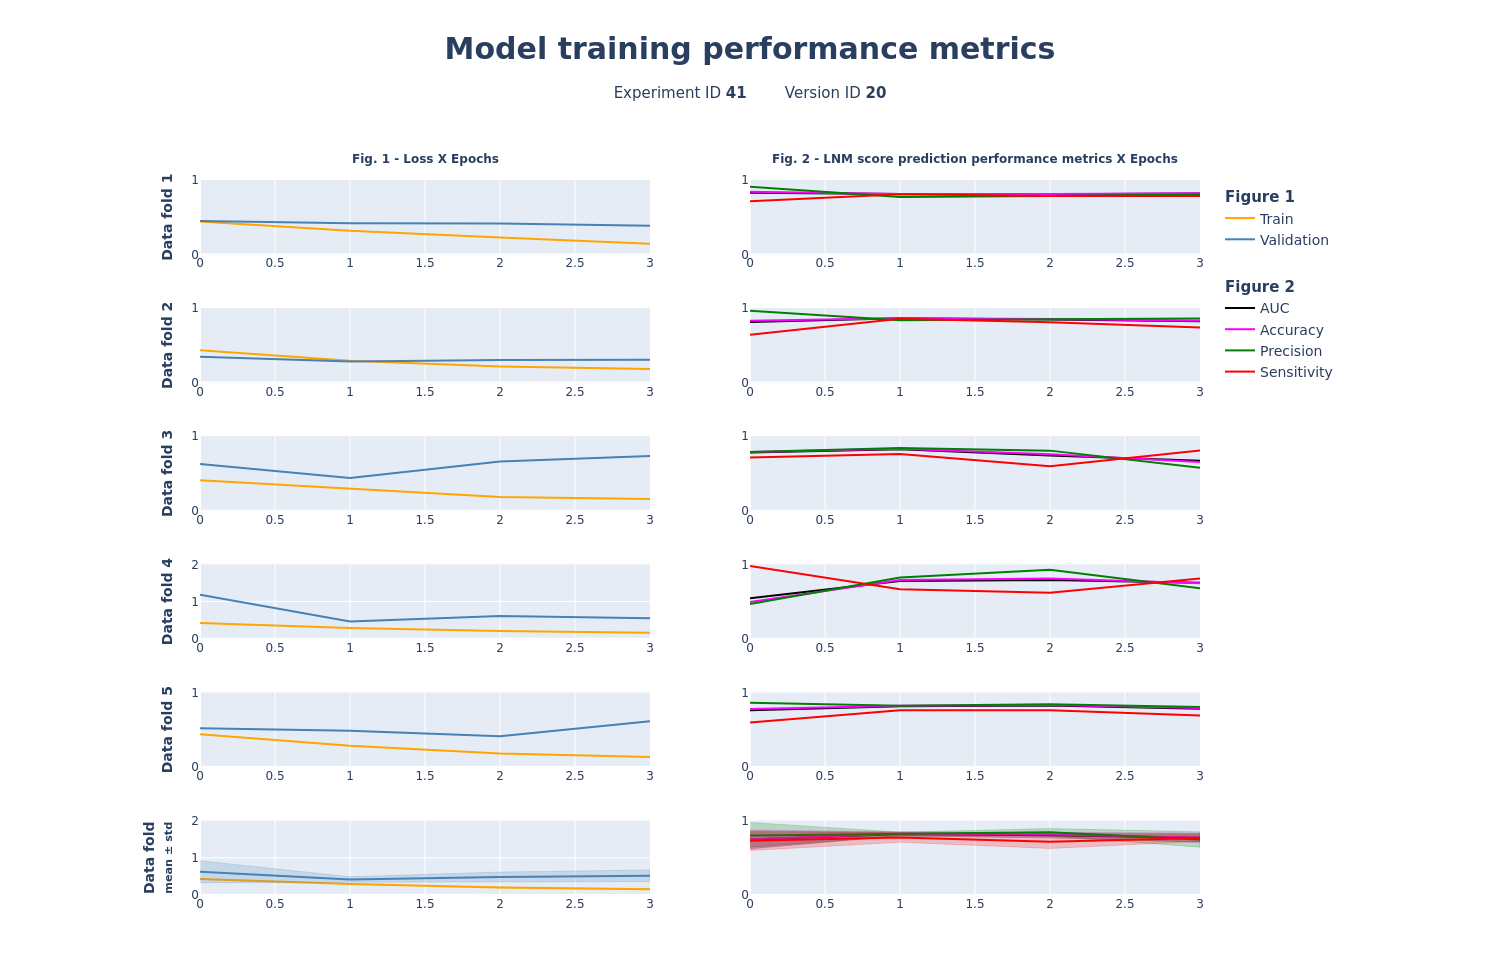 Model training performance metrics
Experiment ID 41 Version ID 20
Fig. 1 - Loss X Epochs
Fig. 2 - LNM score prediction performance metrics X Epochs
Data fold 1
1
0
0 0.5 1 1.5 2 2.5 3
1
0
0 0.5 1 1.5 2 2.5 3
Figure 1
Train
Validation
Figure 2
AUC
Accuracy
Precision
Sensitivity
Data fold 2
1
0
0 0.5 1 1.5 2 2.5 3
1
0
0 0.5 1 1.5 2 2.5 3
Data fold 3
1
0
0 0.5 1 1.5 2 2.5 3
1
0
0 0.5 1 1.5 2 2.5 3
Data fold 4
2
1
0
0 0.5 1 1.5 2 2.5 3
1
0
0 0.5 1 1.5 2 2.5 3
Data fold 5
1
0
0 0.5 1 1.5 2 2.5 3
1
0
0 0.5 1 1.5 2 2.5 3
Data fold
mean ± std
2
1
0
0 0.5 1 1.5 2 2.5 3
1
0
0 0.5 1 1.5 2 2.5 3